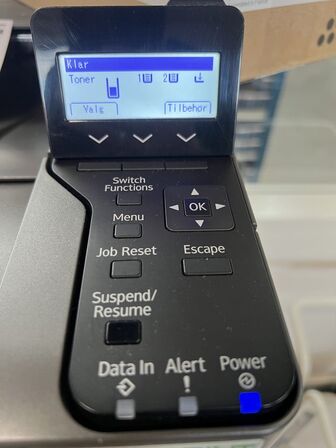 Klar
Toner 1 2
Valg Tilbehør
Switch
Functions
Menu
OK
Job Reset
Escape
Suspend/
Resume
Data In Alert Power
!